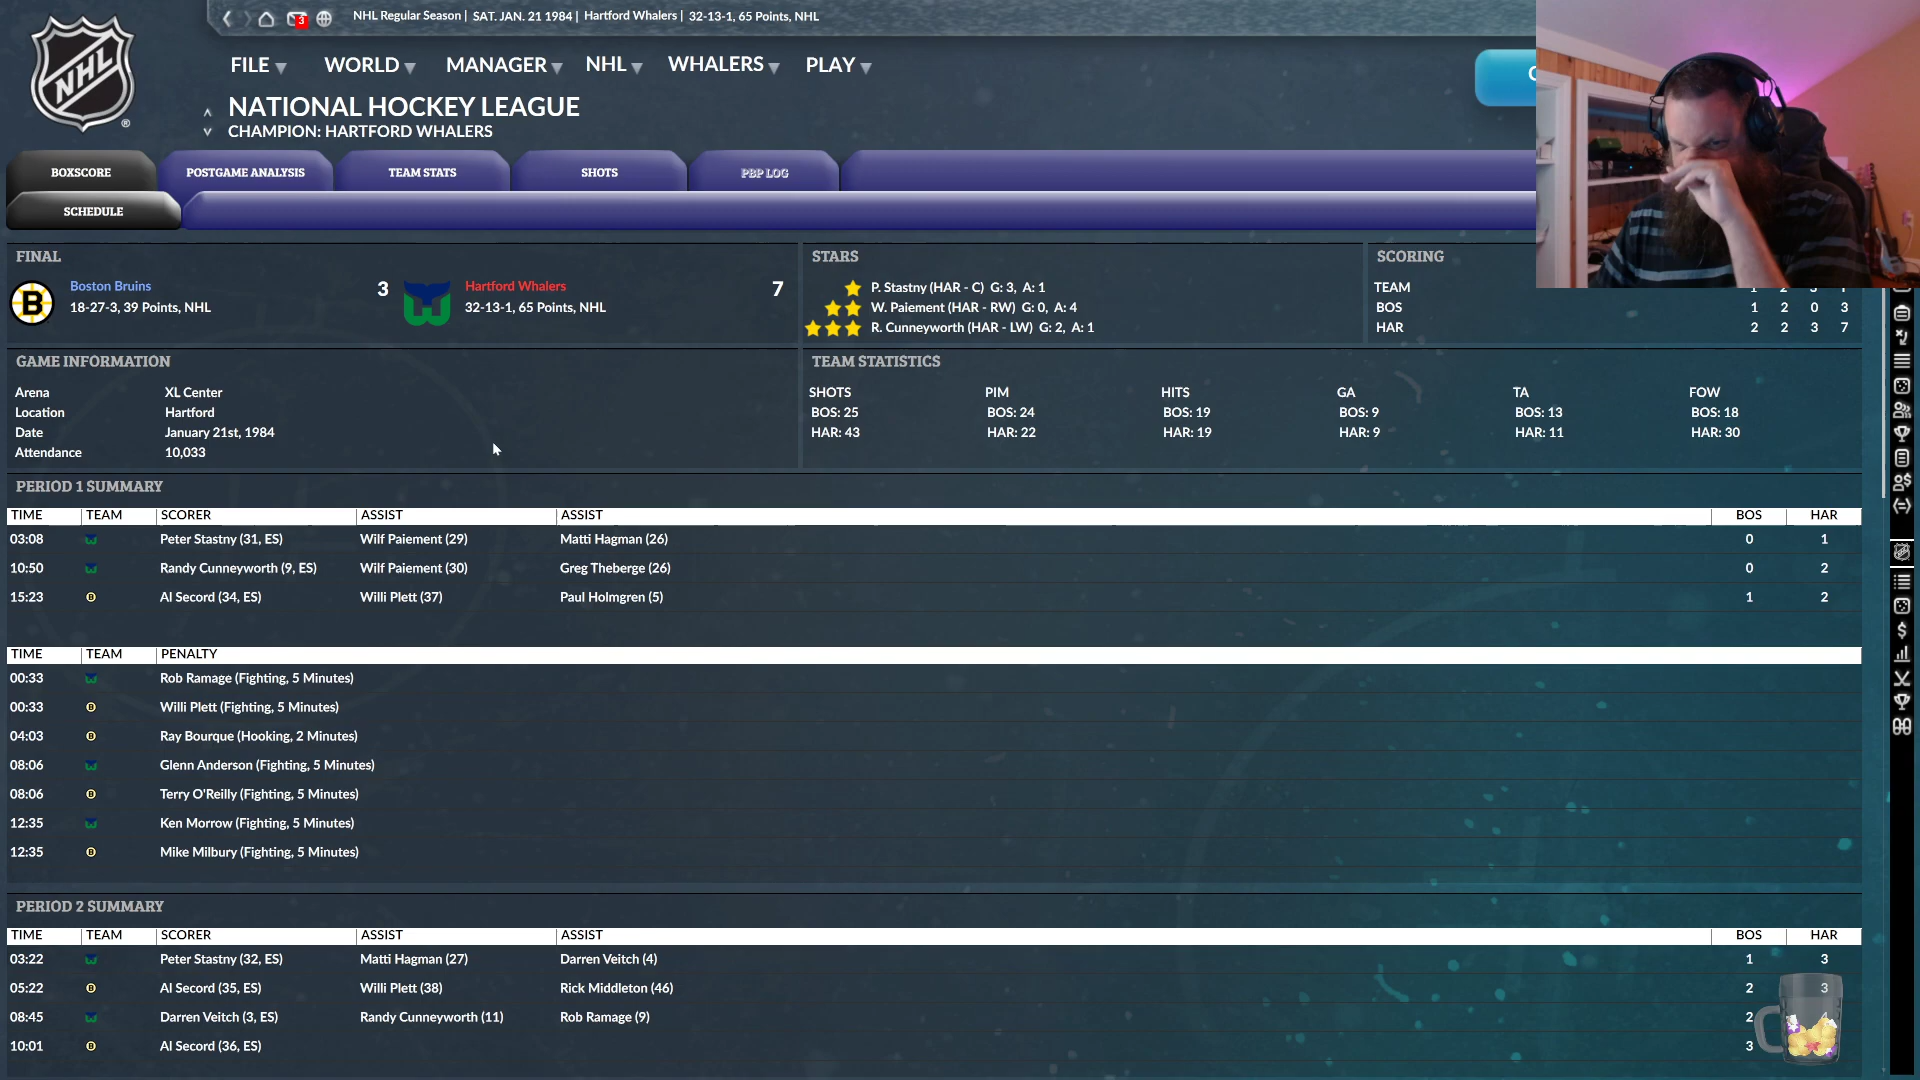 NHL Regular Season | SAT. JAN. 21 1984 | Hartford Whalers | 32-13-1, 65 Points, NHL
3
NHL
FILE WORLD MANAGER NHL WHALERS PLAY
NATIONAL HOCKEY LEAGUE
CHAMPION: HARTFORD WHALERS
BOXSCORE POSTGAME ANALYSIS TEAM STATS SHOTS PBP LOG
SCHEDULE
FINAL
Boston Bruins 3
18-27-3, 39 Points, NHL
Hartford Whalers 7
32-13-1, 65 Points, NHL
STARS
P. Stastny (HAR - C) G: 3, A: 1
W. Paiement (HAR - RW) G: 0, A: 4
R. Cunneyworth (HAR - LW) G: 2, A: 1
SCORING
TEAM
BOS 1 2 0 3
HAR 2 2 3 7
GAME INFORMATION
Arena XL Center
Location Hartford
Date January 21st, 1984
Attendance 10,033
TEAM STATISTICS
SHOTS PIM HITS GA TA FOW
BOS: 25 BOS: 24 BOS: 19 BOS: 9 BOS: 13 BOS: 18
HAR: 43 HAR: 22 HAR: 19 HAR: 9 HAR: 11 HAR: 30
PERIOD 1 SUMMARY
TIME TEAM SCORER ASSIST ASSIST BOS HAR
03:08 Peter Stastny (31, ES) Wilf Paiement (29) Matti Hagman (26) 0 1
10:50 Randy Cunneyworth (9, ES) Wilf Paiement (30) Greg Theberge (26) 0 2
15:23 Al Secord (34, ES) Willi Plett (37) Paul Holmgren (5) 1 2
TIME TEAM PENALTY
00:33 Rob Ramage (Fighting, 5 Minutes)
00:33 Willi Plett (Fighting, 5 Minutes)
04:03 Ray Bourque (Hooking, 2 Minutes)
08:06 Glenn Anderson (Fighting, 5 Minutes)
08:06 Terry O'Reilly (Fighting, 5 Minutes)
12:35 Ken Morrow (Fighting, 5 Minutes)
12:35 Mike Milbury (Fighting, 5 Minutes)
PERIOD 2 SUMMARY
TIME TEAM SCORER ASSIST ASSIST BOS HAR
03:22 Peter Stastny (32, ES) Matti Hagman (27) Darren Veitch (4) 1 3
05:22 Al Secord (35, ES) Willi Plett (38) Rick Middleton (46) 2 3
08:45 Darren Veitch (3, ES) Randy Cunneyworth (11) Rob Ramage (9) 2
10:01 Al Secord (36, ES) 3